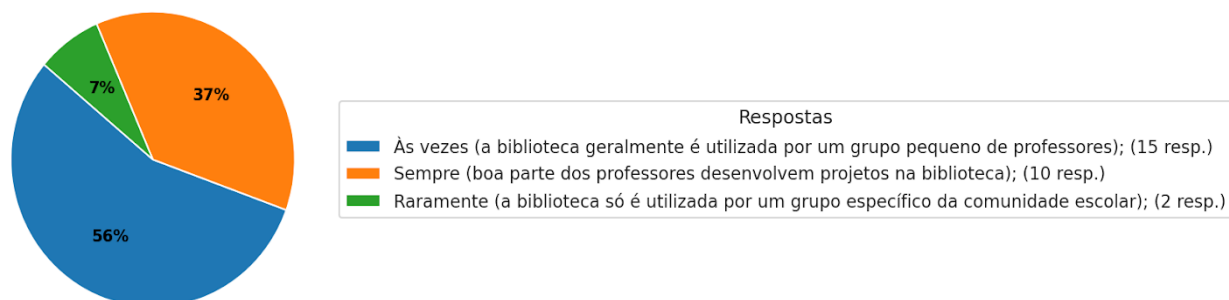 7%
37%
56%
Respostas
Às vezes (a biblioteca geralmente é utilizada por um grupo pequeno de professores); (15 resp.)
Sempre (boa parte dos professores desenvolvem projetos na biblioteca); (10 resp.)
Raramente (a biblioteca só é utilizada por um grupo específico da comunidade escolar); (2 resp.)